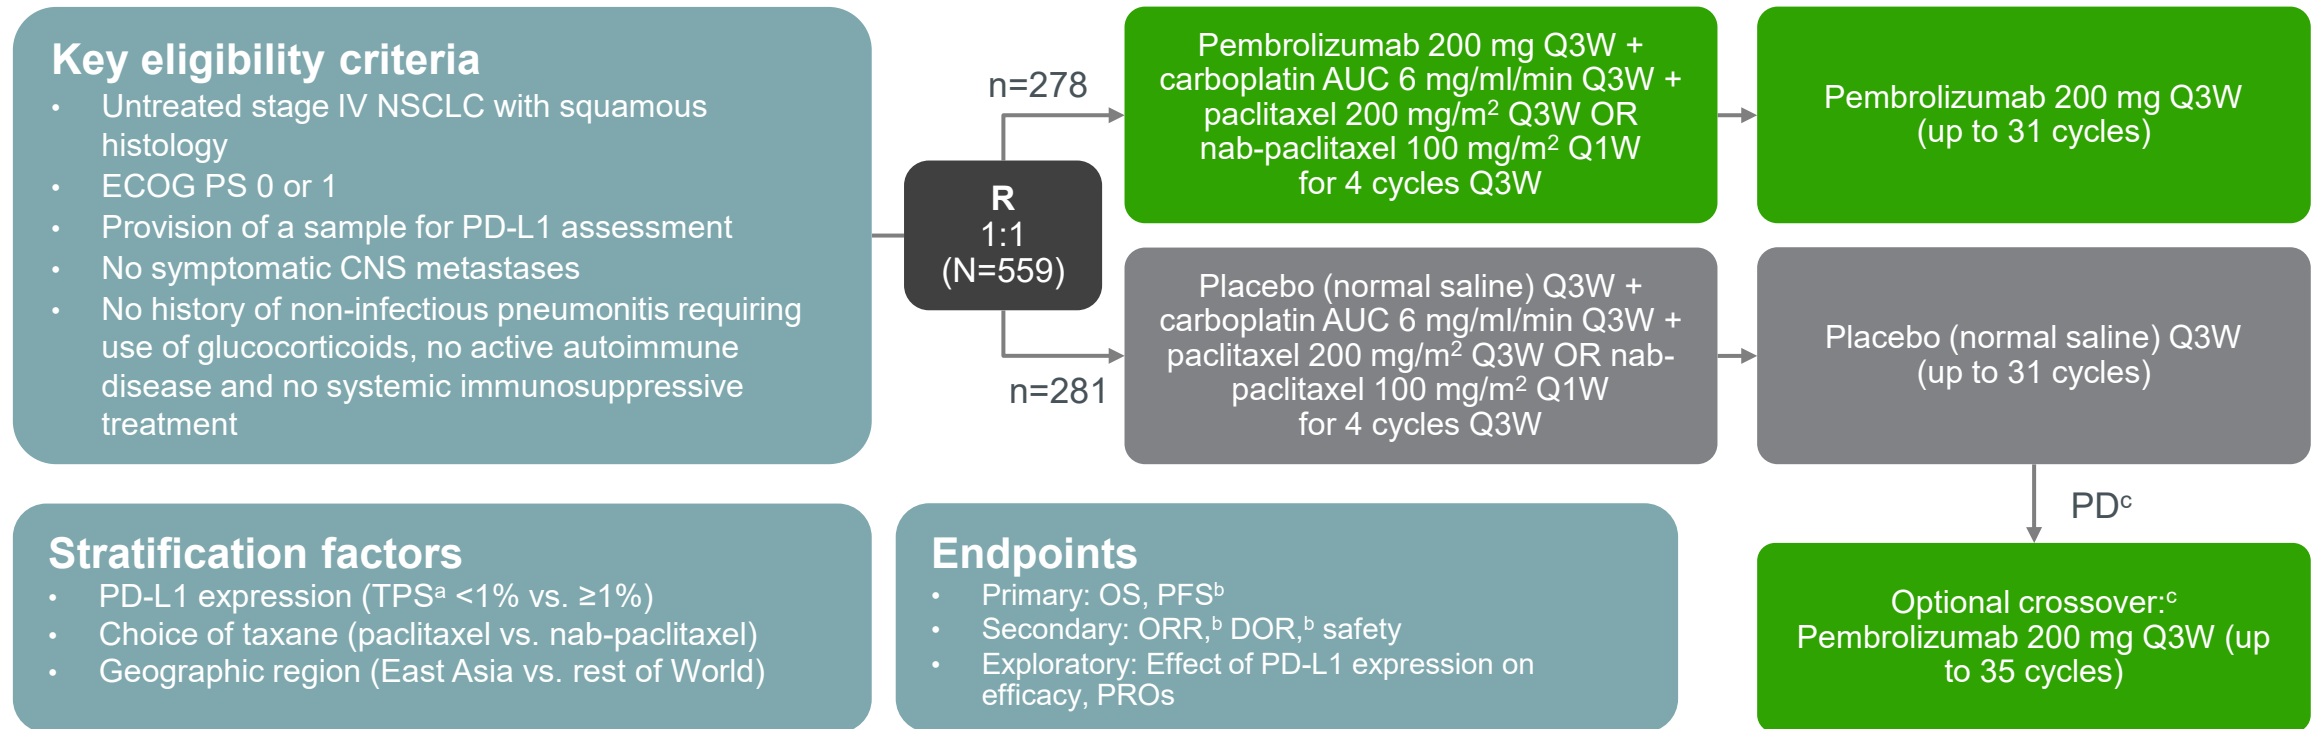 Key eligibility criteria
• Untreated stage IV NSCLC with squamous
histology
• ECOG PS 0 or 1
• Provision of a sample for PD-L1 assessment
• No symptomatic CNS metastases
• No history of non-infectious pneumonitis requiring
use of glucocorticoids, no active autoimmune
disease and no systemic immunosuppressive
treatment
R
1:1
(N=559)
n=278
Pembrolizumab 200 mg Q3W +
carboplatin AUC 6 mg/ml/min Q3W +
paclitaxel 200 mg/m² Q3W OR
nab-paclitaxel 100 mg/m² Q1W
for 4 cycles Q3W
Pembrolizumab 200 mg Q3W
(up to 31 cycles)
n=281
Placebo (normal saline) Q3W +
carboplatin AUC 6 mg/ml/min Q3W +
paclitaxel 200 mg/m² Q3W OR nab-
paclitaxel 100 mg/m² Q1W
for 4 cycles Q3W
Placebo (normal saline) Q3W
(up to 31 cycles)
PDᶜ
Optional crossover:ᶜ
Pembrolizumab 200 mg Q3W (up
to 35 cycles)
Stratification factors
• PD-L1 expression (TPSᵃ <1% vs. ≥1%)
• Choice of taxane (paclitaxel vs. nab-paclitaxel)
• Geographic region (East Asia vs. rest of World)
Endpoints
• Primary: OS, PFSᵇ
• Secondary: ORR,ᵇ DOR,ᵇ safety
• Exploratory: Effect of PD-L1 expression on
efficacy, PROs